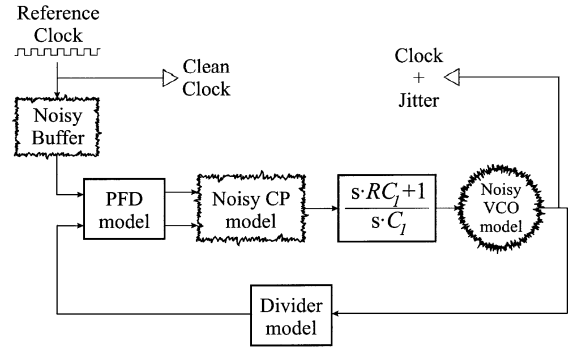 Reference
Clock
Clean
Clock
Clock
+
Jitter
Noisy
Buffer
PFD
model
Noisy CP
model
s·RC₁+1
s·C₁
Noisy
VCO
model
Divider
model